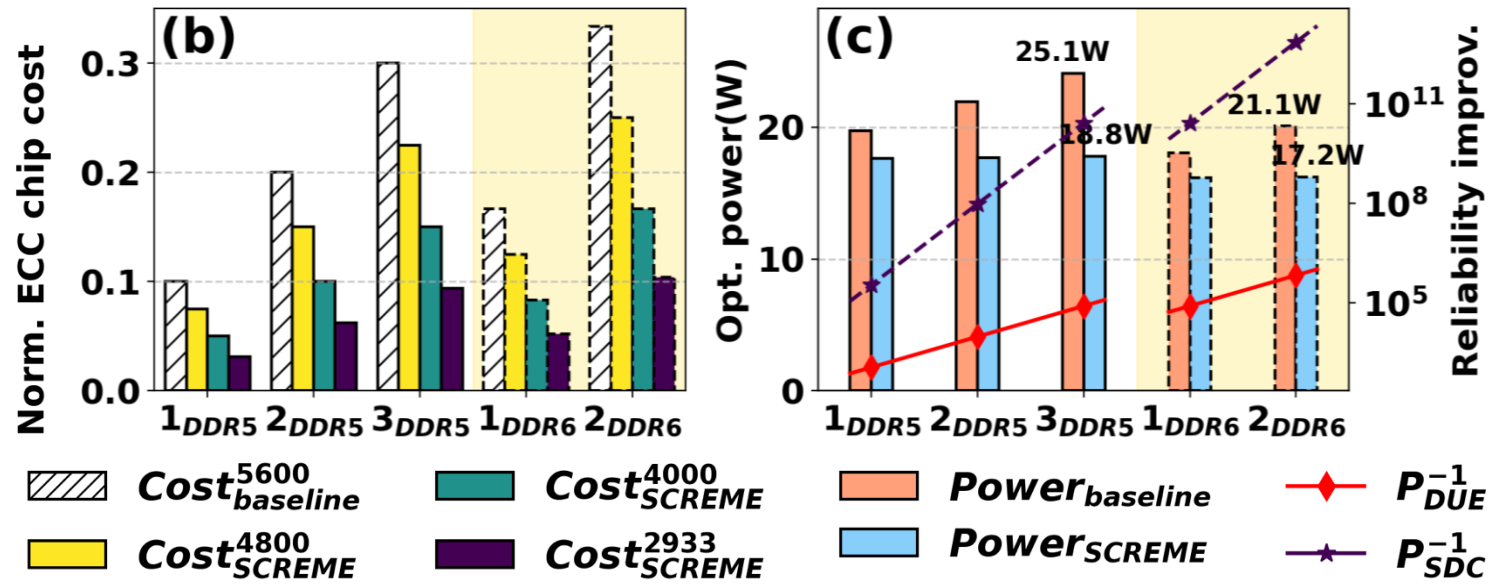 (b)
Norm. ECC chip cost
0.3
0.2
0.1
0.0
1DDR5 2DDR5 3DDR5 1DDR6 2DDR6
(c)
Opt. power(W)
20
10
0
25.1W
18.8W
21.1W
17.2W
10^11
10^8
10^5
Reliability improv.
1DDR5 2DDR5 3DDR5 1DDR6 2DDR6
Cost^5600_baseline
Cost^4000_SCREME
Power_baseline
P^-1_DUE
Cost^4800_SCREME
Cost^2933_SCREME
Power_SCREME
P^-1_SDC